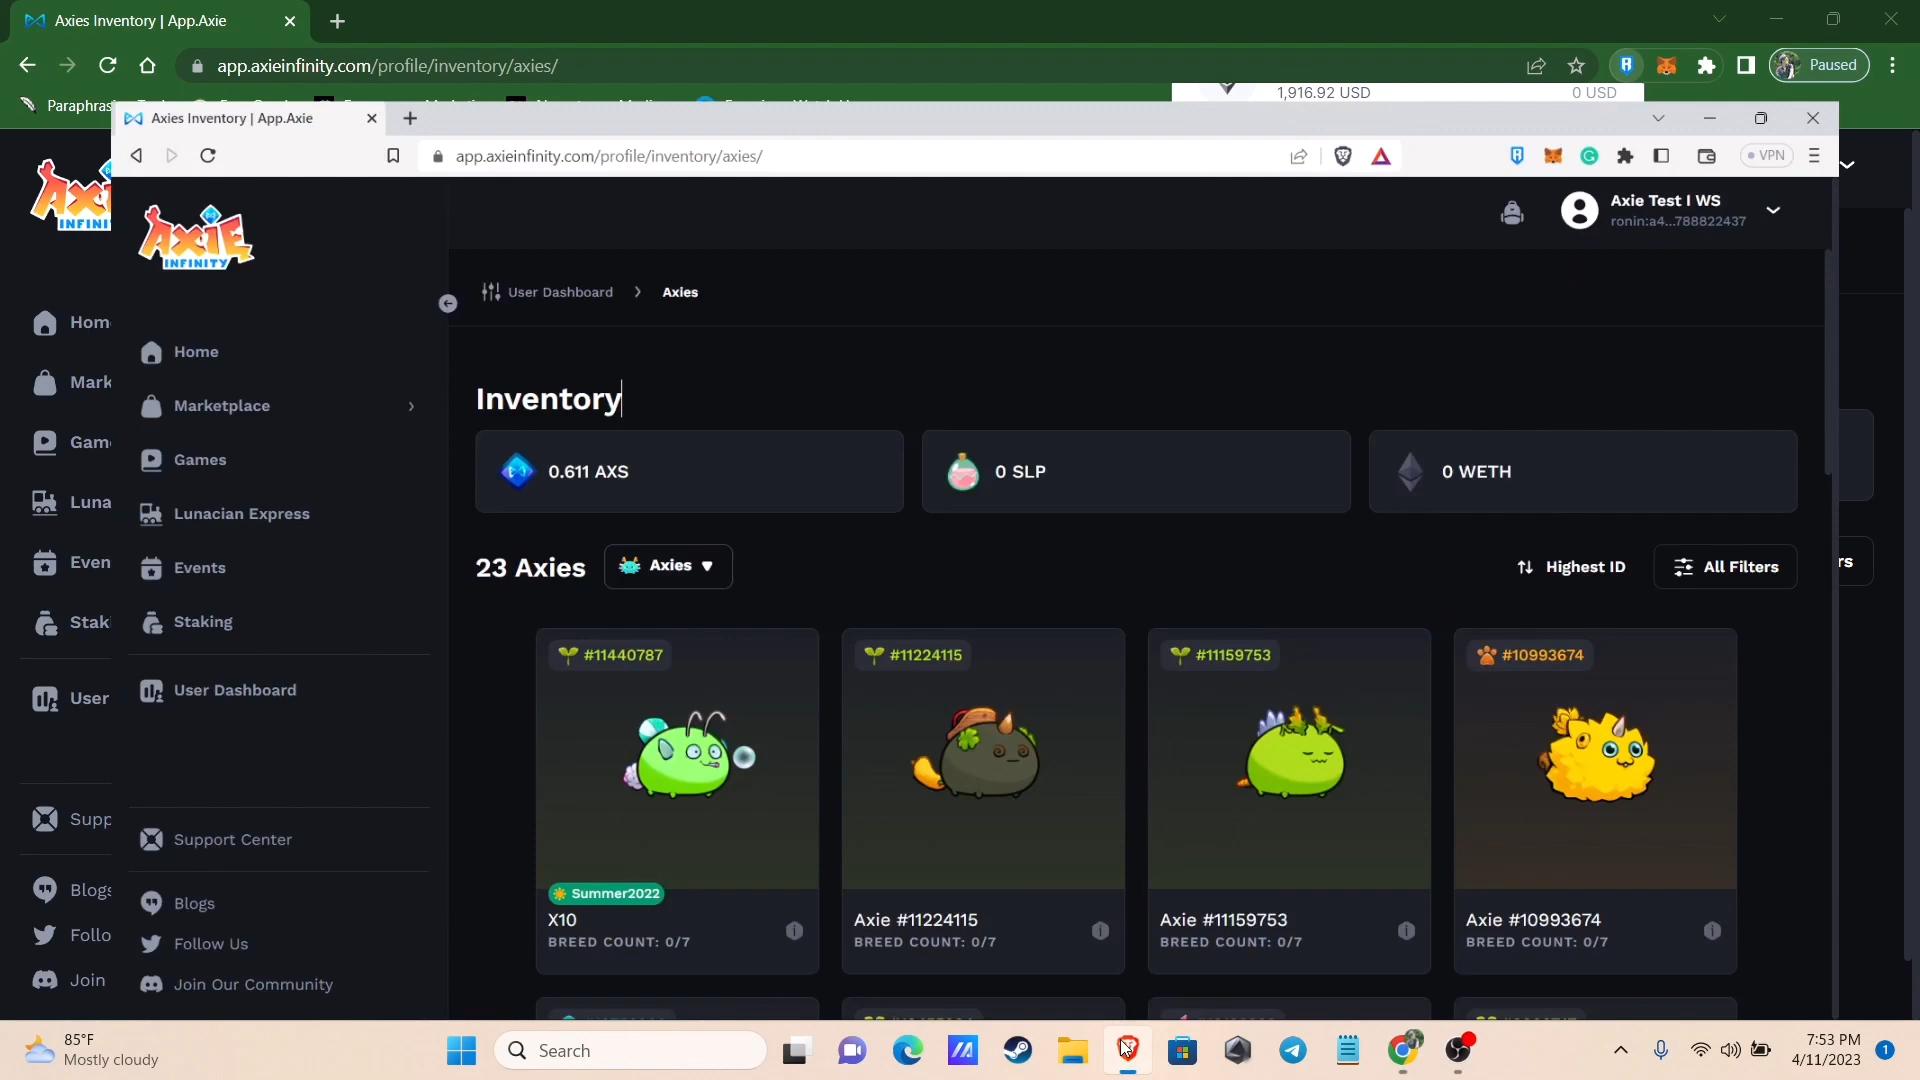 Axies Inventory | App.Axie
app.axieinfinity.com/profile/inventory/axies/
Paused
Paraphras
1,916.92 USD
0 USD
Axies Inventory | App.Axie
app.axieinfinity.com/profile/inventory/axies/
VPN
AXIE
INFINITY
Axie Test I WS
ronin:a4...788822437
User Dashboard
Axies
Hom
Mark
Gam
Luna
Even
Stak
User
Supp
Blogs
Follo
Join
Home
Marketplace
Games
Lunacian Express
Events
Staking
User Dashboard
Support Center
Blogs
Follow Us
Join Our Community
Inventory
0.611 AXS
0 SLP
0 WETH
23 Axies
Axies
Highest ID
All Filters
rs
#11440787
Summer2022
X10
BREED COUNT: 0/7
#11224115
Axie #11224115
BREED COUNT: 0/7
#11159753
Axie #11159753
BREED COUNT: 0/7
#10993674
Axie #10993674
BREED COUNT: 0/7
85°F
Mostly cloudy
Search
7:53 PM
4/11/2023
1